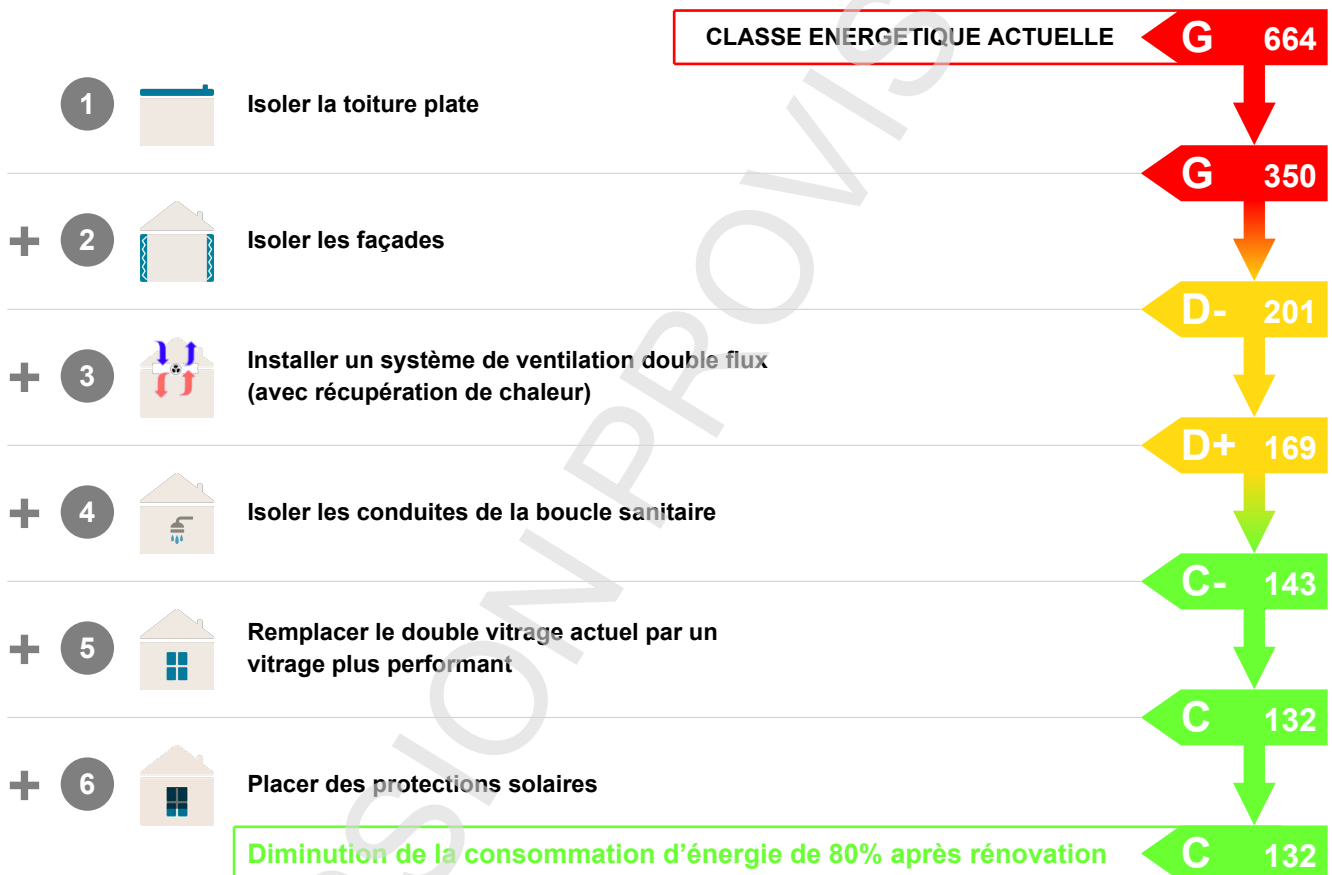 CLASSE ENERGETIQUE ACTUELLE G 664
1 Isoler la toiture plate
G 350
+ 2 Isoler les façades
D- 201
+ 3 Installer un système de ventilation double flux
(avec récupération de chaleur)
D+ 169
+ 4 Isoler les conduites de la boucle sanitaire
C- 143
+ 5 Remplacer le double vitrage actuel par un
vitrage plus performant
C 132
+ 6 Placer des protections solaires
Diminution de la consommation d’énergie de 80% après rénovation C 132
SION PROVIS